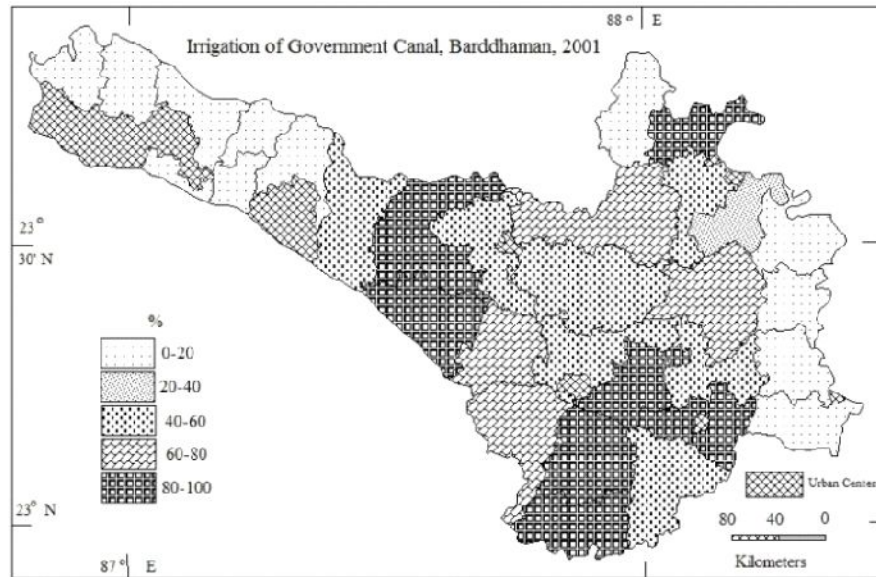 88° E
Irrigation of Government Canal, Barddhaman, 2001
23°
30' N
%
0-20
20-40
40-60
60-80
80-100
Urban Center
23° N
80 40 0
Kilometers
87° E